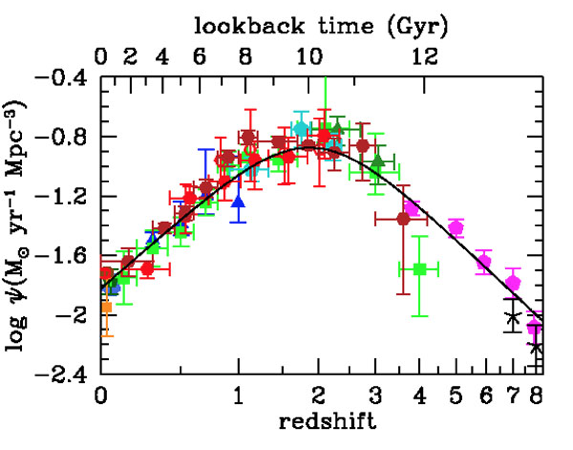 lookback time (Gyr)
0 2 4 6 8 10 12
−0.4
−0.8
−1.2
−1.6
−2
−2.4
log ψ(M⊙ yr⁻¹ Mpc⁻³)
0 1 2 3 4 5 6 7 8
redshift